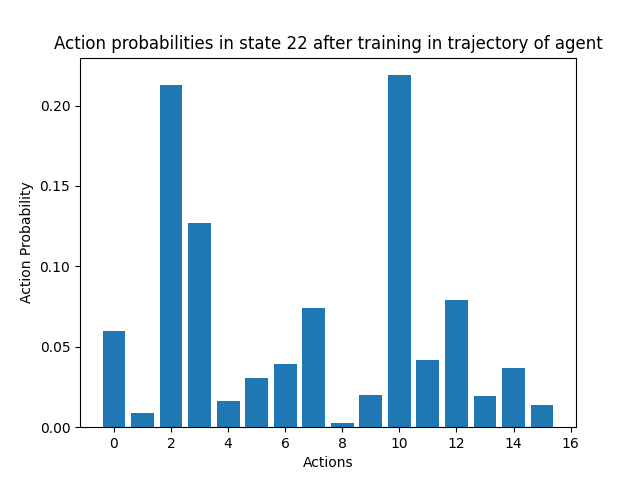 Action probabilities in state 22 after training in trajectory of agent
0.20
0.15
0.10
0.05
0.00
Action Probability
0 2 4 6 8 10 12 14 16
Actions